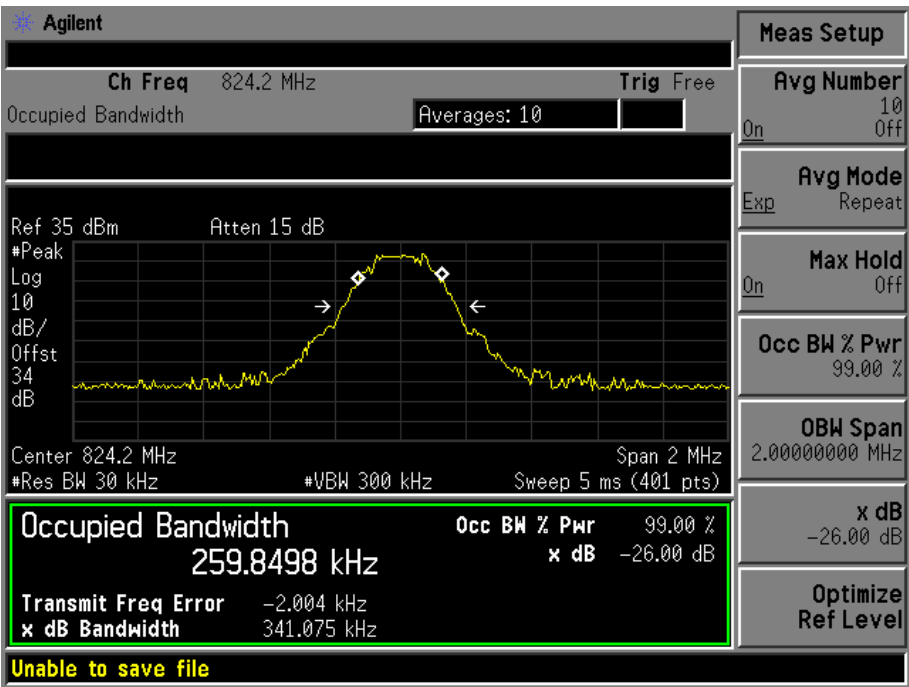 Agilent
Ch Freq 824.2 MHz Trig Free
Occupied Bandwidth Averages: 10
Ref 35 dBm Atten 15 dB
#Peak
Log
10
dB/
Offst
34
dB
Center 824.2 MHz Span 2 MHz
#Res BW 30 kHz #VBW 300 kHz Sweep 5 ms (401 pts)
Occupied Bandwidth Occ BW % Pwr 99.00 %
259.8498 kHz x dB -26.00 dB
Transmit Freq Error -2.004 kHz
x dB Bandwidth 341.075 kHz
Unable to save file
Meas Setup
Avg Number
10
On Off
Avg Mode
Exp Repeat
Max Hold
On Off
Occ BW % Pwr
99.00 %
OBW Span
2.00000000 MHz
x dB
-26.00 dB
Optimize
Ref Level